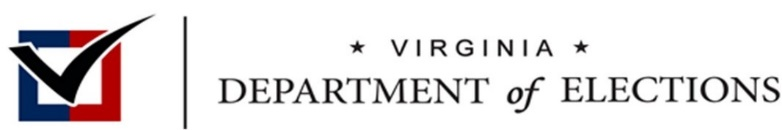 ★ VIRGINIA ★
DEPARTMENT of ELECTIONS